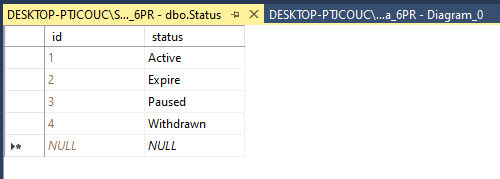 DESKTOP-PTJCOUC\S..._6PR - dbo.Status
DESKTOP-PTJCOUC\...a_6PR - Diagram_0
id status
1 Active
2 Expire
3 Paused
4 Withdrawn
NULL NULL